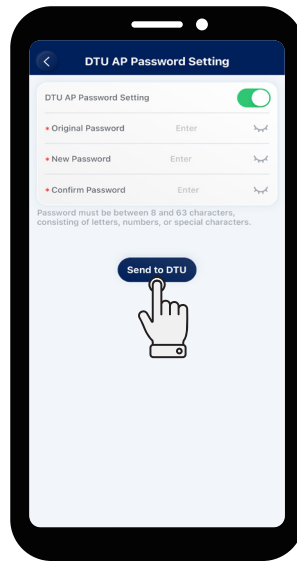 DTU AP Password Setting
DTU AP Password Setting
* Original Password Enter
* New Password Enter
* Confirm Password Enter
Password must be between 8 and 63 characters,
consisting of letters, numbers, or special characters.
Send to DTU